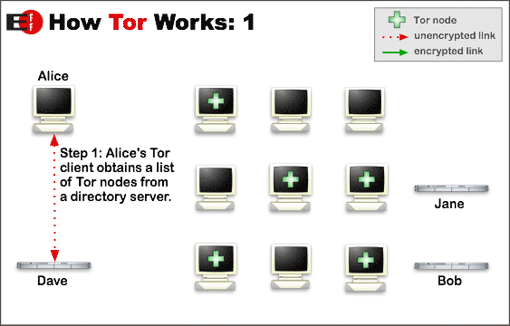 EFF How Tor Works: 1
Tor node
unencrypted link
encrypted link
Alice
Step 1: Alice's Tor
client obtains a list
of Tor nodes from
a directory server.
Jane
Dave
Bob